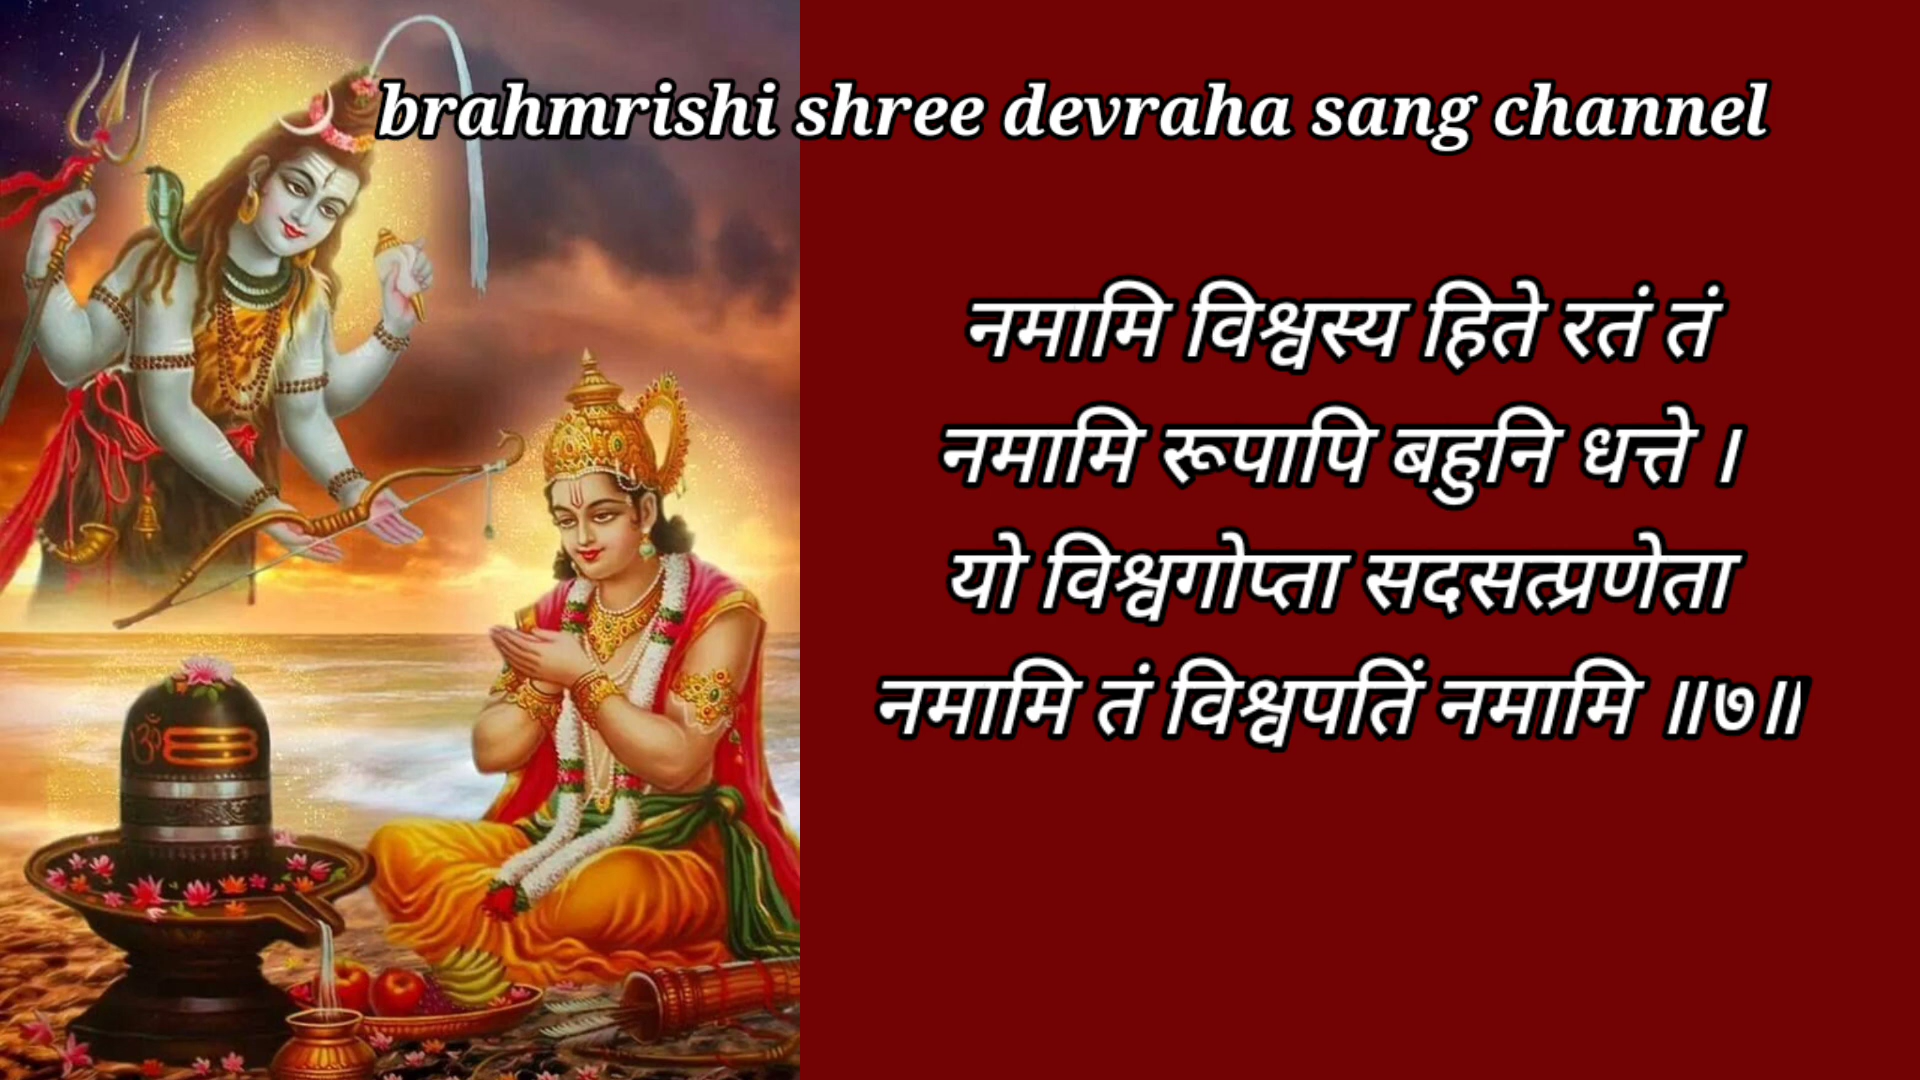 brahmrishi shree devraha sang channel
नमामि विश्वस्य हिते रतं तं
नमामि रूपापि बहुनि धत्ते ।
यो विश्वगोप्ता सदसत्प्रणेता
नमामि तं विश्वपतिं नमामि ॥७॥
ॐ